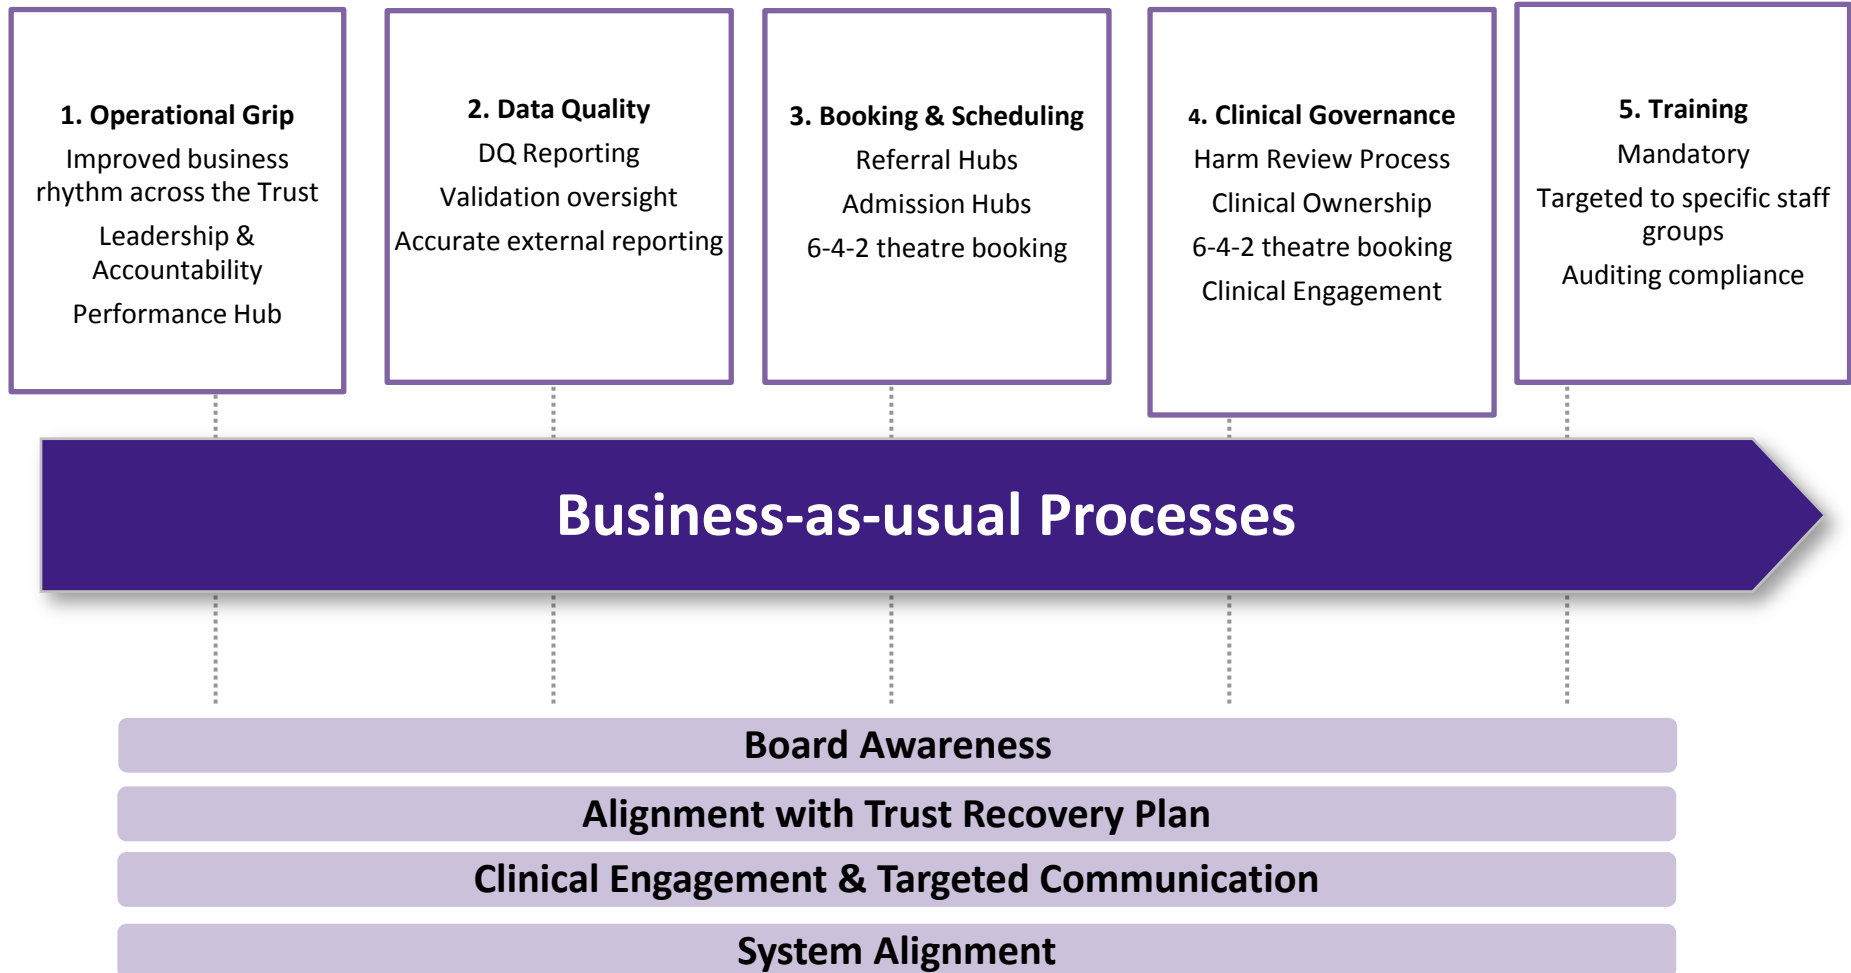 1. Operational Grip
Improved business
rhythm across the Trust
Leadership &
Accountability
Performance Hub
2. Data Quality
DQ Reporting
Validation oversight
Accurate external reporting
3. Booking & Scheduling
Referral Hubs
Admission Hubs
6-4-2 theatre booking
4. Clinical Governance
Harm Review Process
Clinical Ownership
6-4-2 theatre booking
Clinical Engagement
5. Training
Mandatory
Targeted to specific staff
groups
Auditing compliance
Business-as-usual Processes
Board Awareness
Alignment with Trust Recovery Plan
Clinical Engagement & Targeted Communication
System Alignment